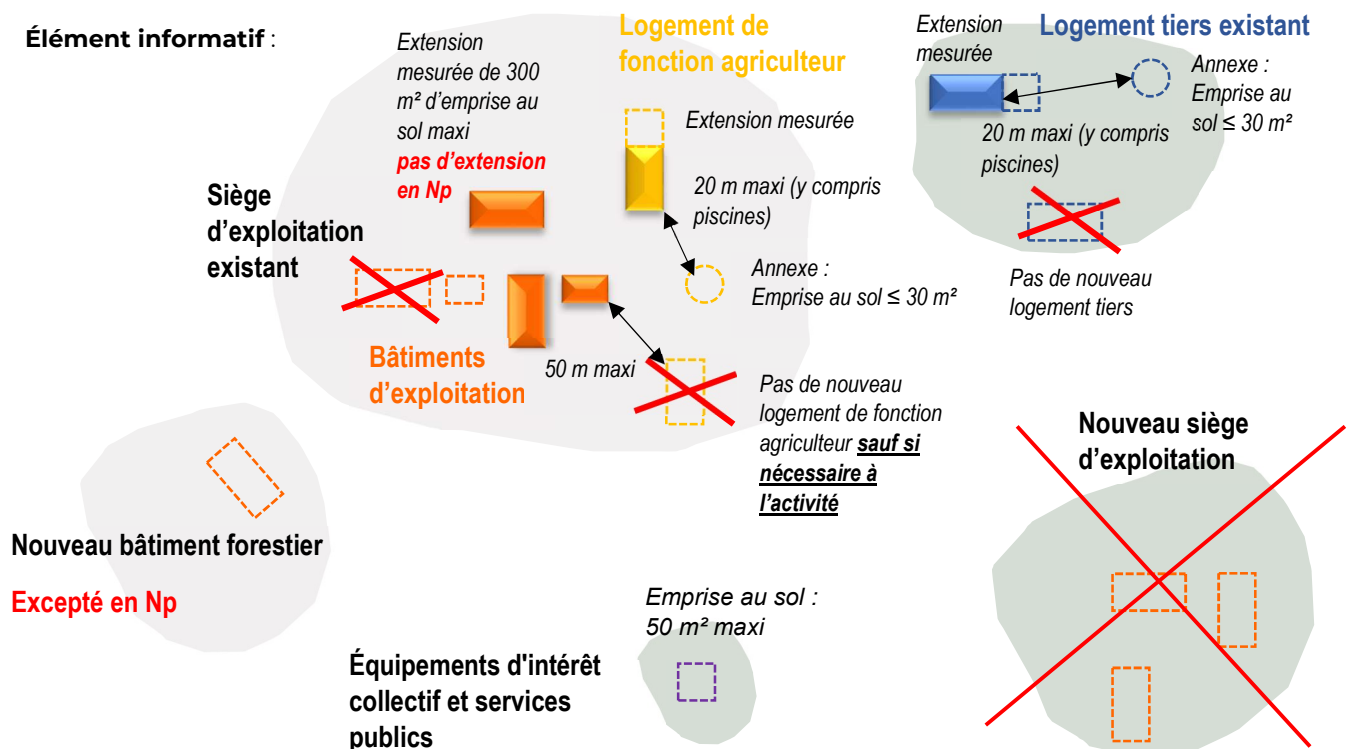 Élément informatif :
Extension
mesurée de 300
m² d'emprise au
sol maxi
pas d'extension
en Np
Logement de
fonction agriculteur
Extension mesurée
20 m maxi (y compris
piscines)
Annexe :
Emprise au sol ≤ 30 m²
Siège
d'exploitation
existant
Bâtiments
d'exploitation
50 m maxi
Pas de nouveau
logement de fonction
agriculteur sauf si
nécessaire à
l'activité
Logement tiers existant
Extension
mesurée
Annexe :
Emprise au
sol ≤ 30 m²
20 m maxi (y compris
piscines)
Pas de nouveau
logement tiers
Nouveau bâtiment forestier
Excepté en Np
Emprise au sol :
50 m² maxi
Équipements d'intérêt
collectif et services
publics
Nouveau siège
d'exploitation